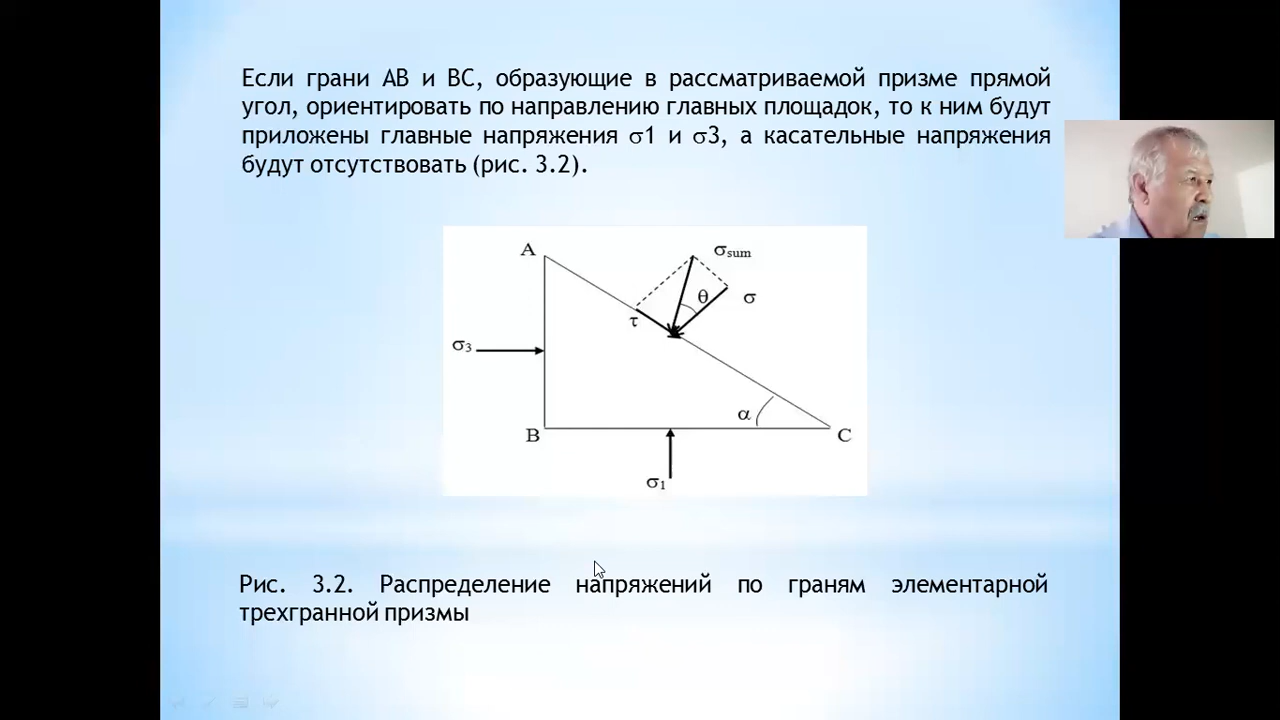 Если грани АВ и ВС, образующие в рассматриваемой призме прямой
угол, ориентировать по направлению главных площадок, то к ним будут
приложены главные напряжения σ1 и σ3, а касательные напряжения
будут отсутствовать (рис. 3.2).
A
σsum
θ
σ
τ
σ3
α
B
C
σ1
Рис. 3.2. Распределение напряжений по граням элементарной
трехгранной призмы